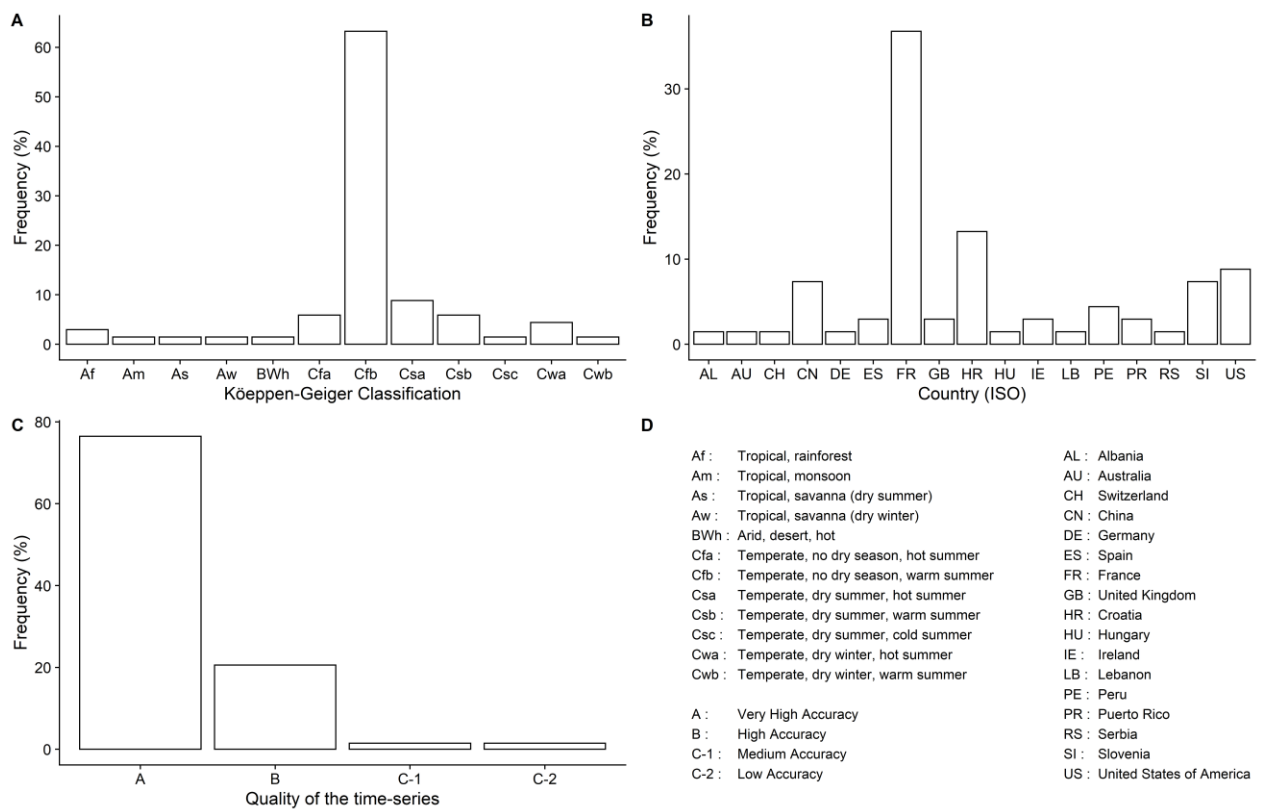 A
60
50
40
30
20
10
0
Frequency (%)
Af Am As Aw BWh Cfa Cfb Csa Csb Csc Cwa Cwb
Köeppen-Geiger Classification
B
30
20
10
0
Frequency (%)
AL AU CH CN DE ES FR GB HR HU IE LB PE PR RS SI US
Country (ISO)
C
80
60
40
20
0
Frequency (%)
A B C-1 C-2
Quality of the time-series
D
Af : Tropical, rainforest
Am : Tropical, monsoon
As : Tropical, savanna (dry summer)
Aw : Tropical, savanna (dry winter)
BWh : Arid, desert, hot
Cfa : Temperate, no dry season, hot summer
Cfb : Temperate, no dry season, warm summer
Csa Temperate, dry summer, hot summer
Csb : Temperate, dry summer, warm summer
Csc : Temperate, dry summer, cold summer
Cwa : Temperate, dry winter, hot summer
Cwb : Temperate, dry winter, warm summer
A : Very High Accuracy
B : High Accuracy
C-1 : Medium Accuracy
C-2 : Low Accuracy
AL : Albania
AU : Australia
CH Switzerland
CN : China
DE : Germany
ES : Spain
FR : France
GB : United Kingdom
HR : Croatia
HU : Hungary
IE : Ireland
LB : Lebanon
PE : Peru
PR : Puerto Rico
RS : Serbia
SI : Slovenia
US : United States of America